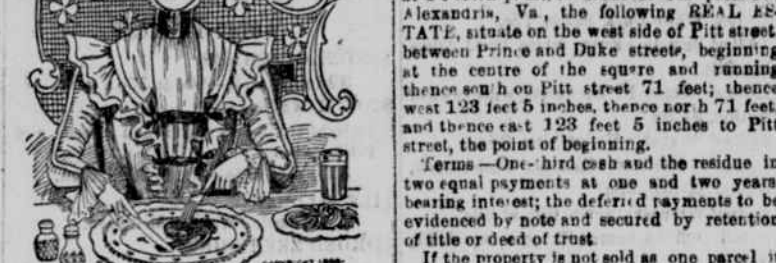 Alexandria, Va , the following REAL ES-
TATE, situate on the west side of Pitt street
between Prince and Duke streets, beginning
at the centre of the square and running
thence south on Pitt street 71 feet; thence
west 123 feet 5 inches, thence nor h 71 feet
and thence east 123 feet 5 inches to Pitt
street, the point of beginning.
Terms—One-third cash and the residue in
two equal payments at one and two years
bearing interest; the deferred payments to be
evidenced by note and secured by retention
of title or deed of trust
If the property is not sold as one parcel